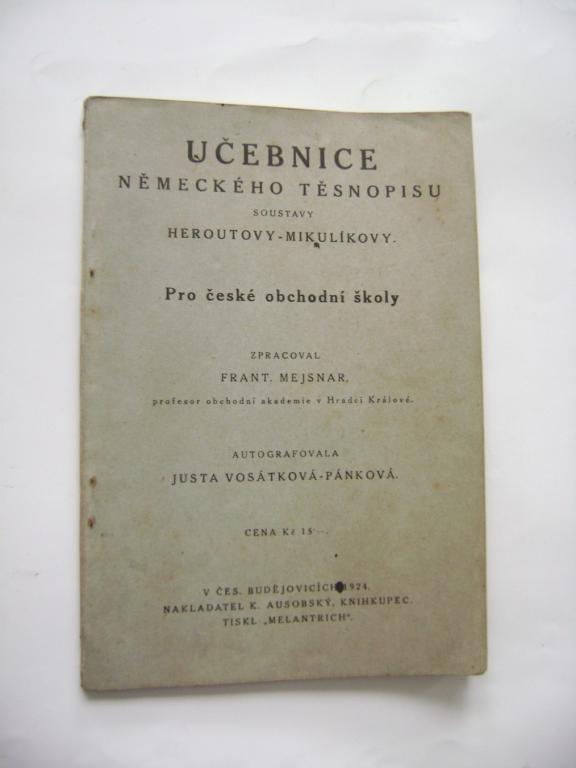 UČEBNICE
NĚMECKÉHO TĚSNOPISU
SOUSTAVY
HEROUTOVY-MIKULÍKOVY.
Pro české obchodní školy
ZPRACOVAL
FRANT. MEJSNAR,
profesor obchodní akademie v Hradci Králové.
AUTOGRAFOVALA
JUSTA VOSÁTKOVÁ-PÁNKOVÁ.
CENA Kč 15·–.
V ČES. BUDĚJOVICÍCH 1924.
NAKLADATEL K. AUSOBSKÝ, KNIHKUPEC.
TISKL „MELANTRICH“.